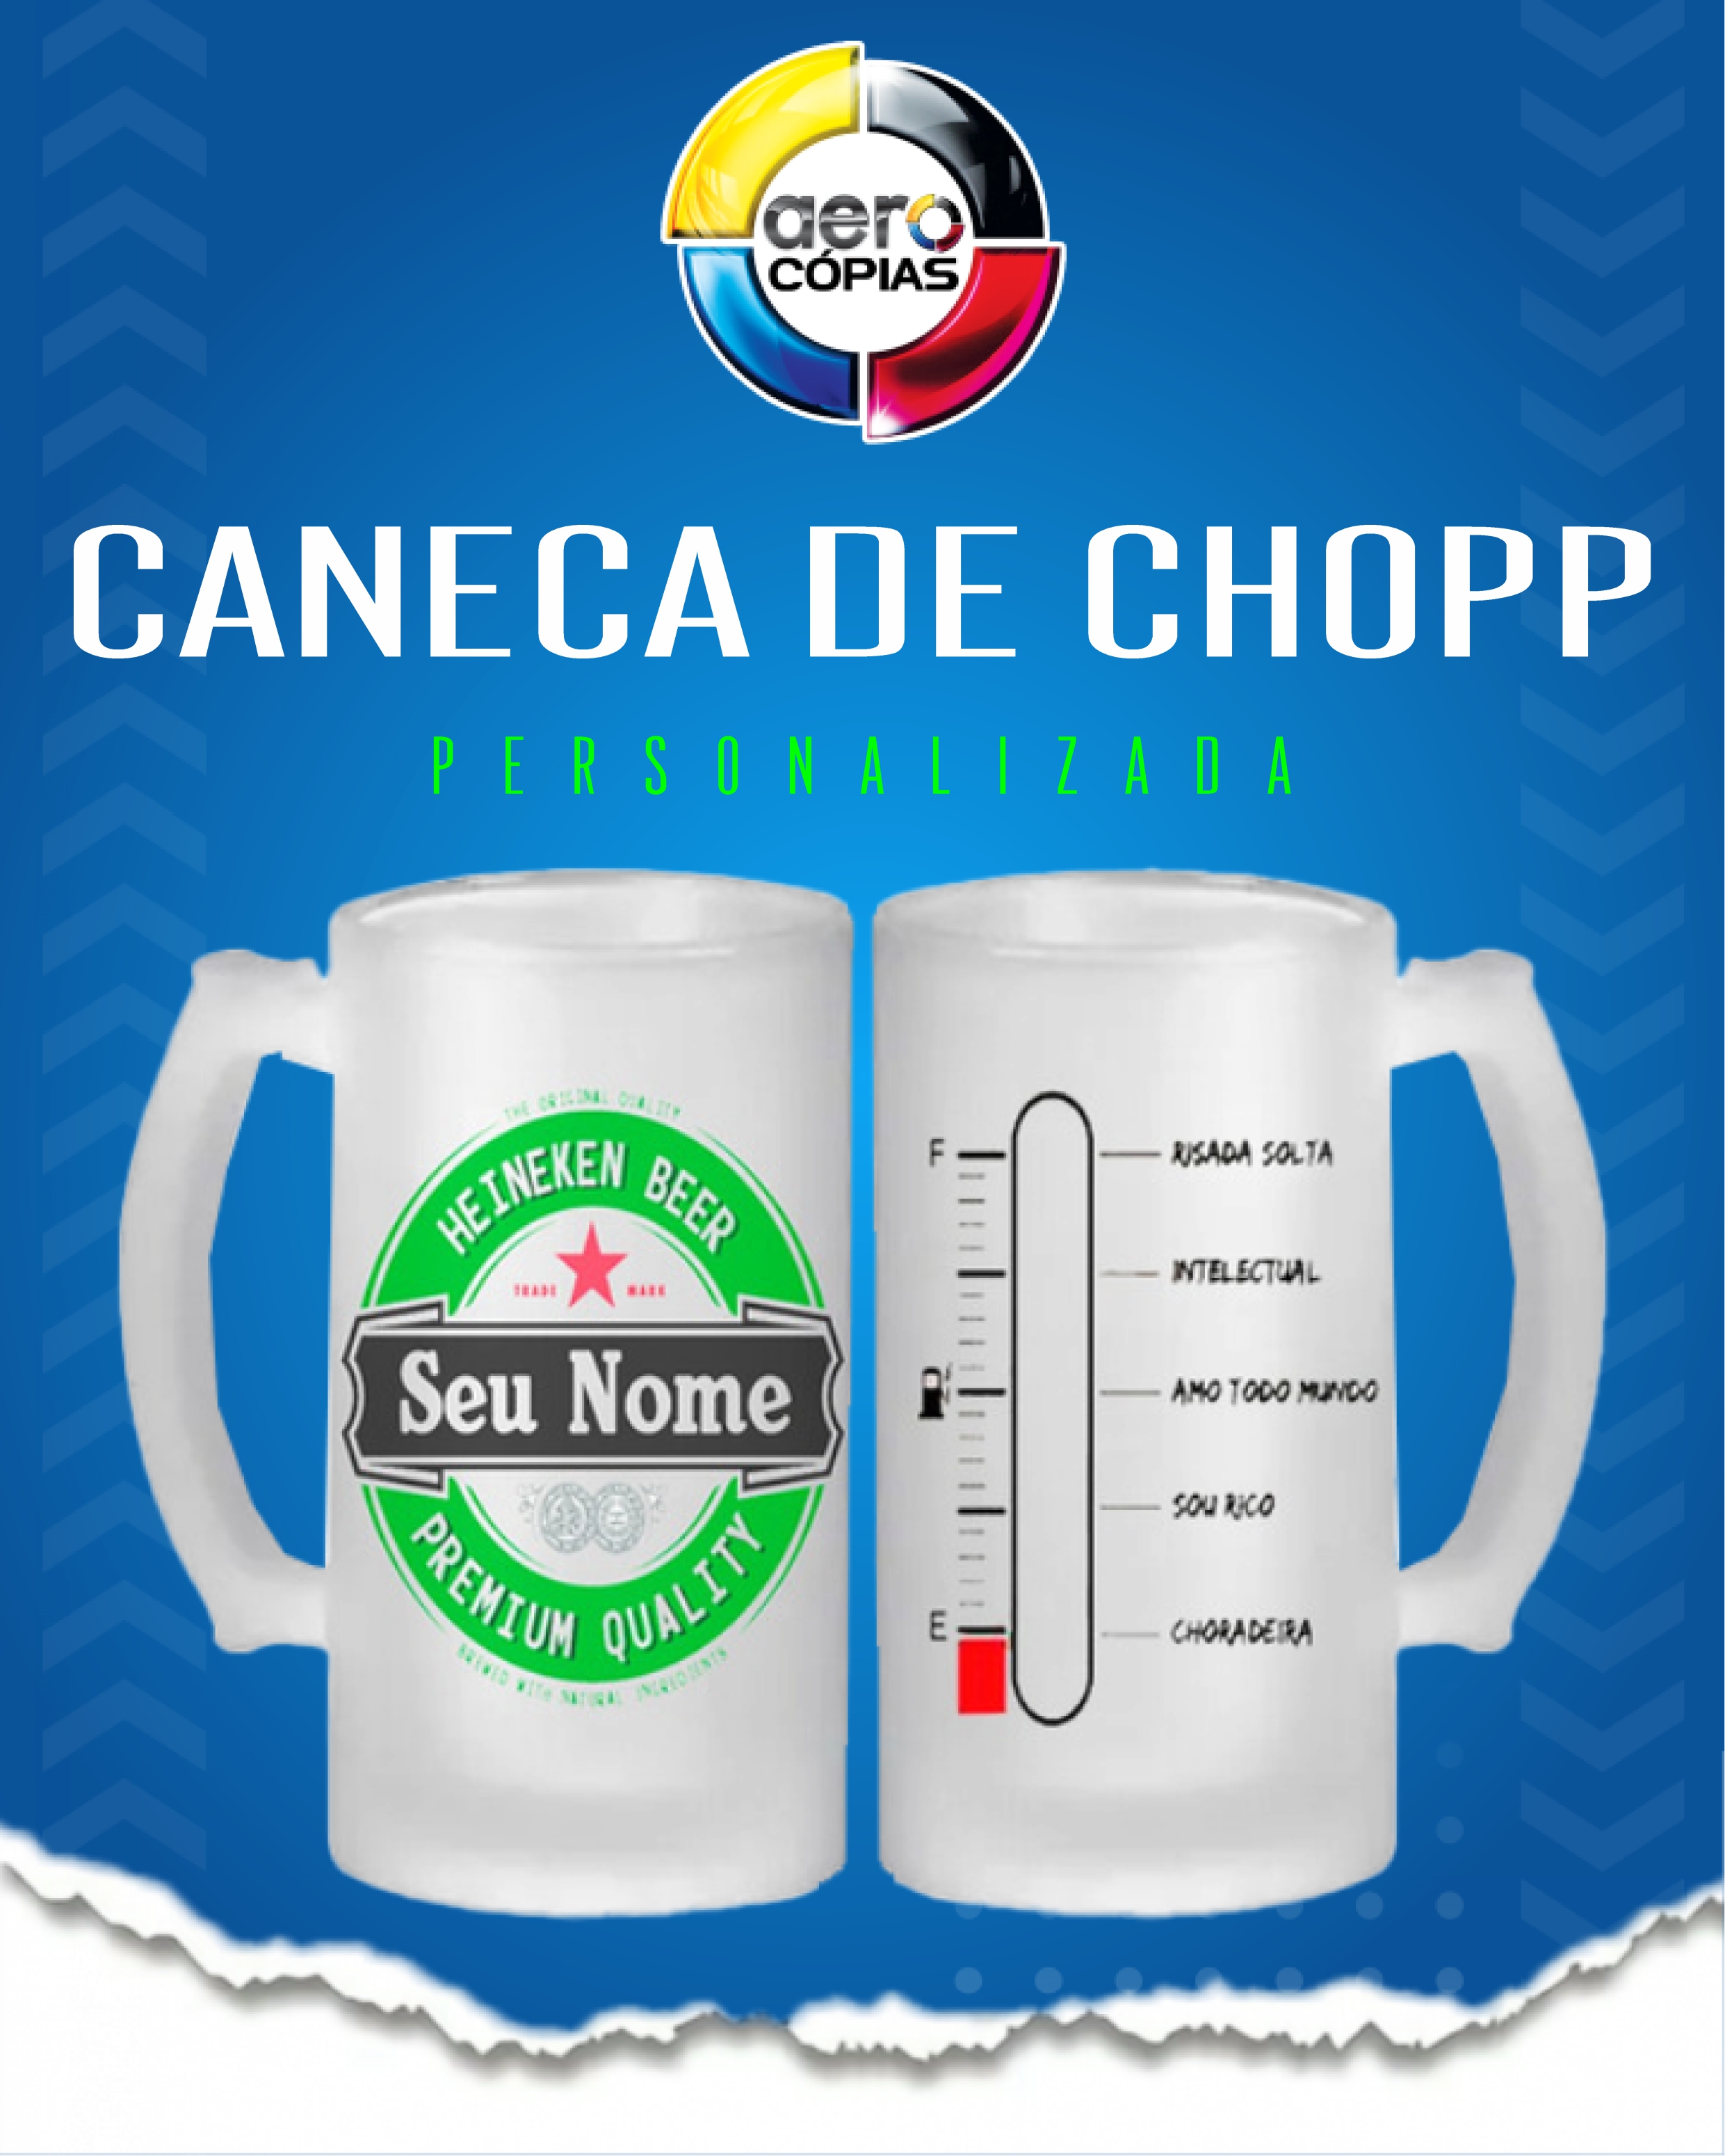 aero
CÓPIAS
CANECA DE CHOPP
PERSONALIZADA
THE ORIGINAL QUALITY
HEINEKEN BEER
TRADE MARK
Seu Nome
PREMIUM QUALITY
BREWED WITH NATURAL INGREDIENTS
F
RISADA SOLTA
INTELECTUAL
AMO TODO MUNDO
SOU RICO
E
CHORADEIRA